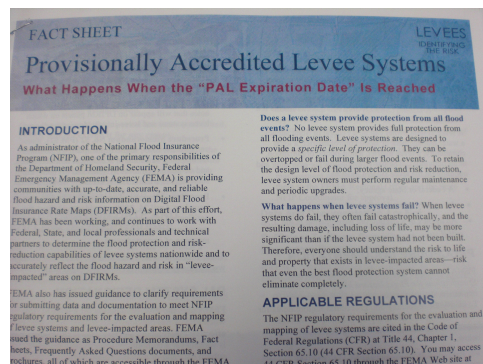 FACT SHEET
LEVEES
IDENTIFYING
THE RISK
Provisionally Accredited Levee Systems
What Happens When the "PAL Expiration Date" Is Reached
INTRODUCTION
As administrator of the National Flood Insurance
Program (NFIP), one of the primary responsibilities of
the Department of Homeland Security, Federal
Emergency Management Agency (FEMA) is providing
communities with up-to-date, accurate, and reliable
flood hazard and risk information on Digital Flood
Insurance Rate Maps (DFIRMs). As part of this effort,
FEMA has been working, and continues to work with
Federal, State, and local professionals and technical
partners to determine the flood protection and risk-
reduction capabilities of levee systems nationwide and to
accurately reflect the flood hazard and risk in "levee-
impacted" areas on DFIRMs.
FEMA also has issued guidance to clarify requirements
for submitting data and documentation to meet NFIP
regulatory requirements for the evaluation and mapping
of levee systems and levee-impacted areas. FEMA
issued the guidance as Procedure Memorandums, Fact
Sheets, Frequently Asked Questions documents, and
brochures, all of which are accessible through the FEMA
Does a levee system provide protection from all flood
events? No levee system provides full protection from
all flooding events. Levee systems are designed to
provide a specific level of protection. They can be
overtopped or fail during larger flood events. To retain
the design level of protection and risk reduction,
levee system owners must perform regular maintenance
and periodic upgrades.
What happens when levee systems fail? When levee
systems do fail, they often fail catastrophically, and the
resulting damage, including loss of life, may be more
significant than if the levee system had not been built.
Therefore, everyone should understand the risk to life
and property that exists in levee-impacted areas—risk
that even the best flood protection system cannot
eliminate completely.
APPLICABLE REGULATIONS
The NFIP regulatory requirements for the evaluation and
mapping of levee systems are cited in the Code of
Federal Regulations (CFR) at Title 44, Chapter 1,
Section 65.10 (44 CFR Section 65.10). You may access
44 CFR Section 65.10 through the FEMA Web site